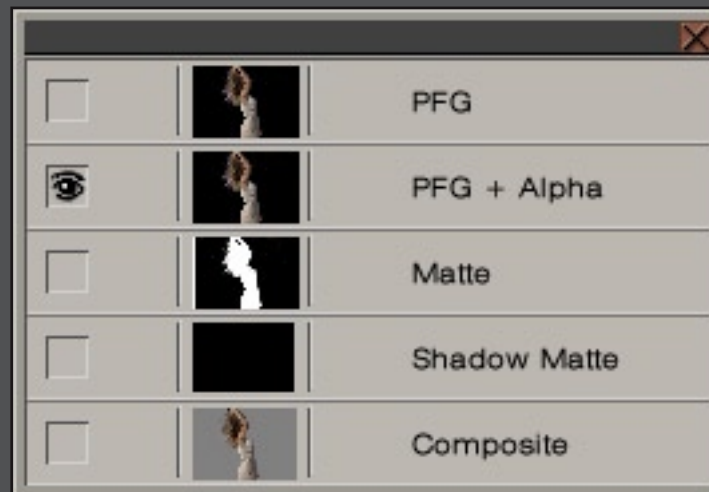 PFG
PFG + Alpha
Matte
Shadow Matte
Composite